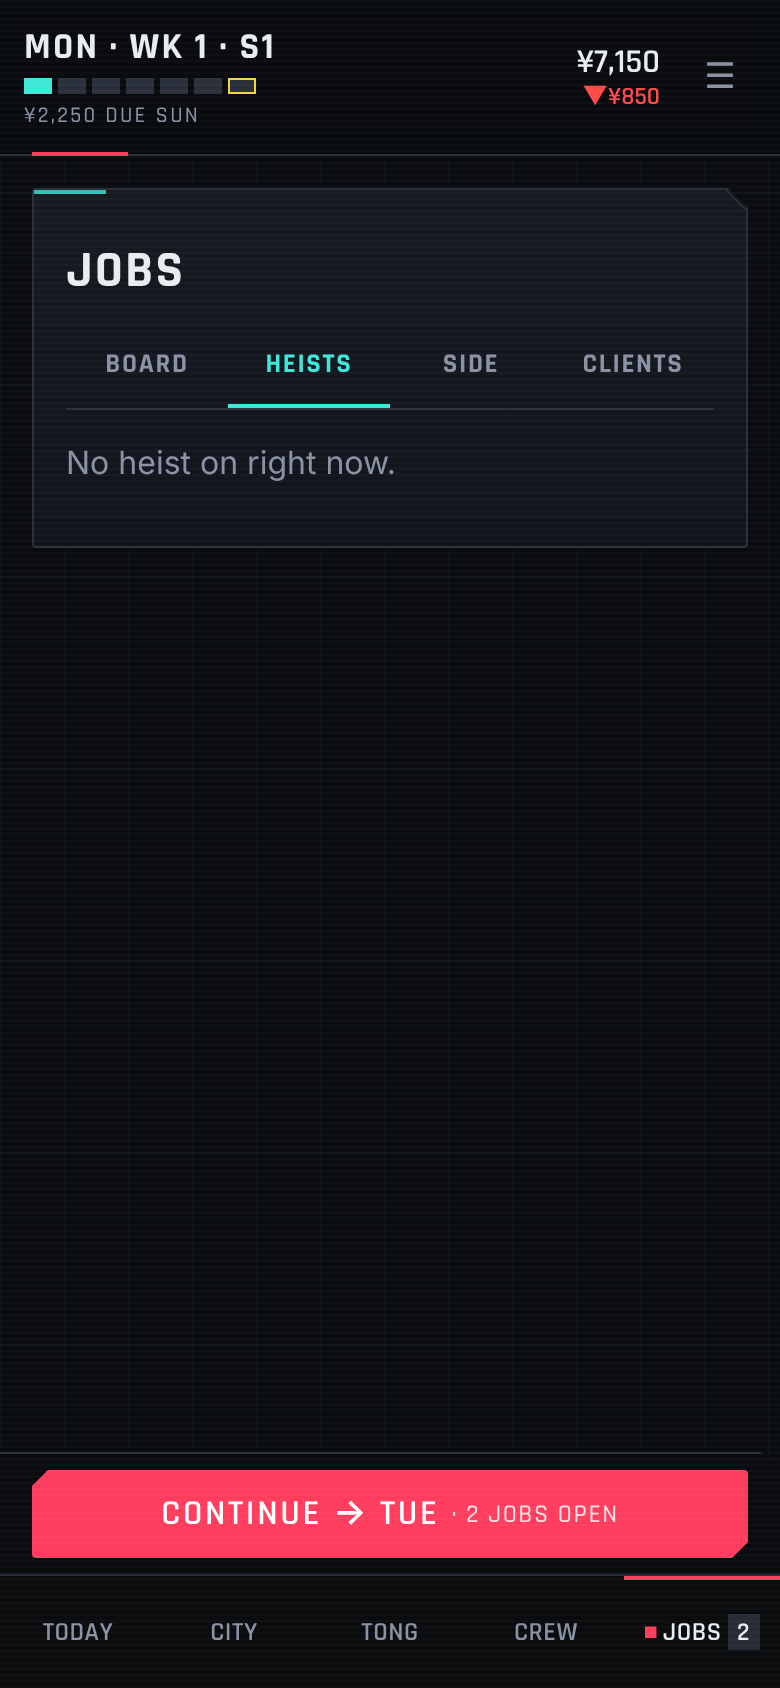 MON · WK 1 · S1
¥2,250 DUE SUN
¥7,150
▼¥850
☰
JOBS
BOARD HEISTS SIDE CLIENTS
No heist on right now.
CONTINUE → TUE · 2 JOBS OPEN
TODAY CITY TONG CREW JOBS 2